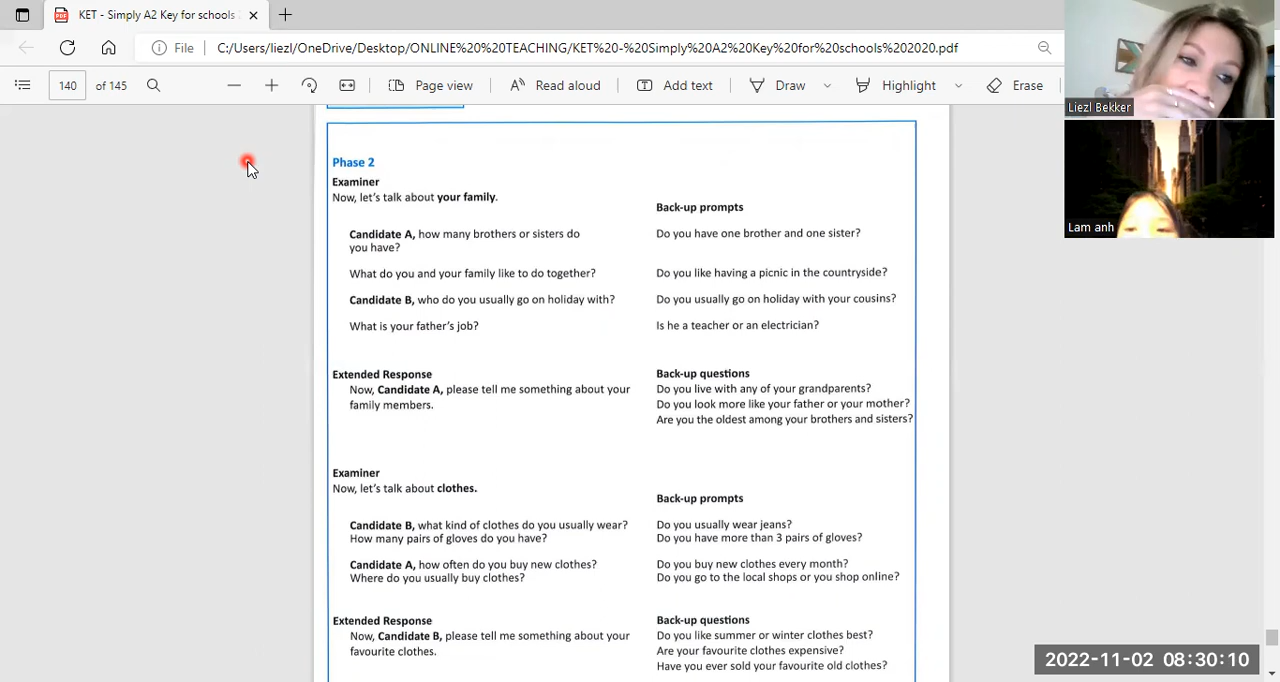 KET - Simply A2 Key for schools
File
C:/Users/liezl/OneDrive/Desktop/ONLINE%20%20TEACHING/KET%20-%20Simply%20A2%20Key%20for%20schools%202020.pdf
140 of 145
Page view
Read aloud
Add text
Draw
Highlight
Erase
Liezl Bekker
Lam anh
Phase 2
Examiner
Now, let's talk about your family.
Back-up prompts
Candidate A, how many brothers or sisters do
you have?
Do you have one brother and one sister?
What do you and your family like to do together?
Do you like having a picnic in the countryside?
Candidate B, who do you usually go on holiday with?
Do you usually go on holiday with your cousins?
What is your father's job?
Is he a teacher or an electrician?
Extended Response
Now, Candidate A, please tell me something about your
family members.
Back-up questions
Do you live with any of your grandparents?
Do you look more like your father or your mother?
Are you the oldest among your brothers and sisters?
Examiner
Now, let's talk about clothes.
Back-up prompts
Candidate B, what kind of clothes do you usually wear?
How many pairs of gloves do you have?
Do you usually wear jeans?
Do you have more than 3 pairs of gloves?
Candidate A, how often do you buy new clothes?
Where do you usually buy clothes?
Do you buy new clothes every month?
Do you go to the local shops or you shop online?
Extended Response
Now, Candidate B, please tell me something about your
favourite clothes.
Back-up questions
Do you like summer or winter clothes best?
Are your favourite clothes expensive?
Have you ever sold your favourite old clothes?
2022-11-02 08:30:10